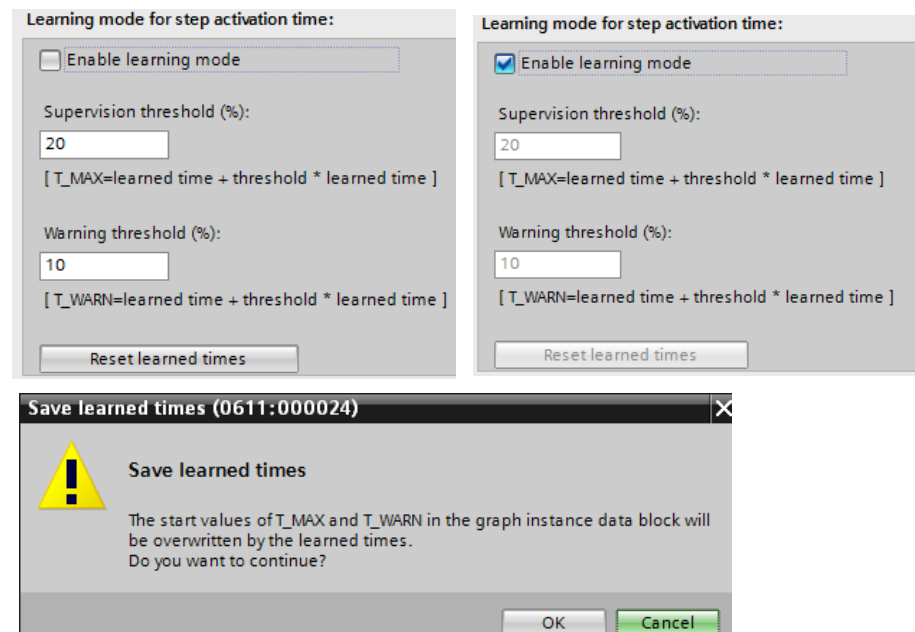 Learning mode for step activation time:
Enable learning mode
Supervision threshold (%):
20
[ T_MAX=learned time + threshold * learned time ]
Warning threshold (%):
10
[ T_WARN=learned time + threshold * learned time ]
Reset learned times
Learning mode for step activation time:
Enable learning mode
Supervision threshold (%):
20
[ T_MAX=learned time + threshold * learned time ]
Warning threshold (%):
10
[ T_WARN=learned time + threshold * learned time ]
Reset learned times
Save learned times (0611:000024)
Save learned times
The start values of T_MAX and T_WARN in the graph instance data block will
be overwritten by the learned times.
Do you want to continue?
OK
Cancel